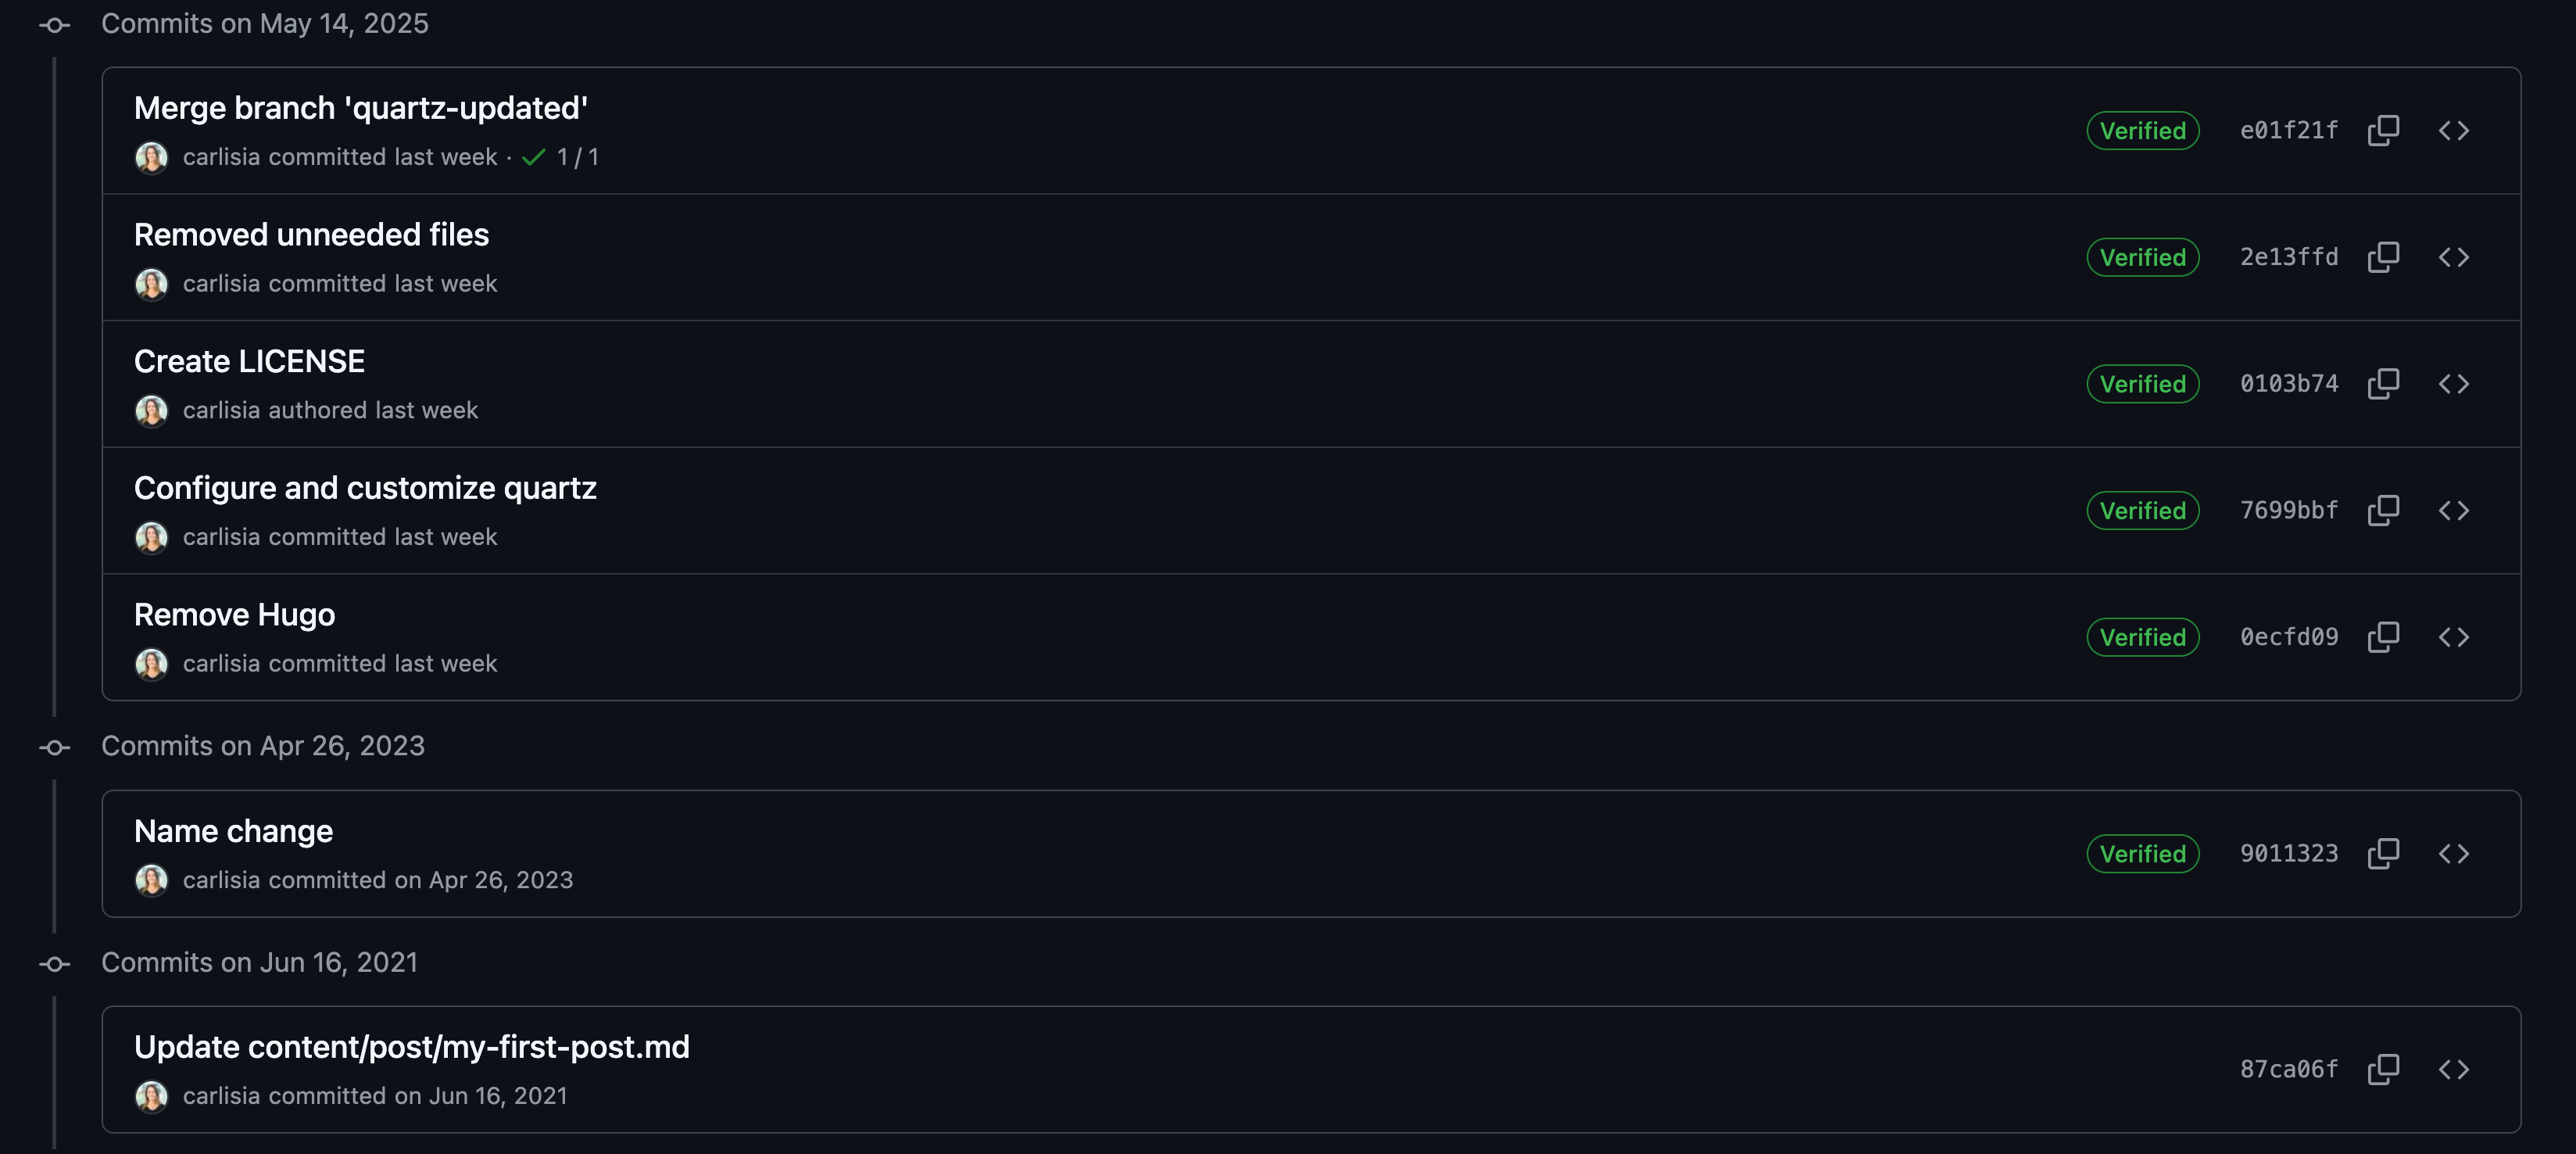 Commits on May 14, 2025
Merge branch 'quartz-updated'
carlisia committed last week · 1 / 1
Verified e01f21f
Removed unneeded files
carlisia committed last week
Verified 2e13ffd
Create LICENSE
carlisia authored last week
Verified 0103b74
Configure and customize quartz
carlisia committed last week
Verified 7699bbf
Remove Hugo
carlisia committed last week
Verified 0ecfd09
Commits on Apr 26, 2023
Name change
carlisia committed on Apr 26, 2023
Verified 9011323
Commits on Jun 16, 2021
Update content/post/my-first-post.md
carlisia committed on Jun 16, 2021
87ca06f